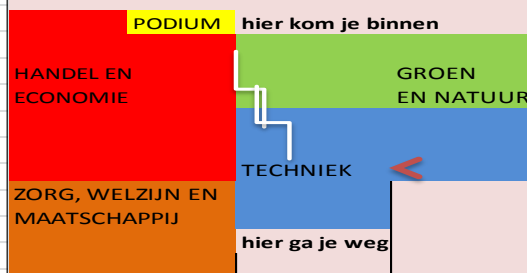 PODIUM hier kom je binnen
HANDEL EN
ECONOMIE
GROEN
EN NATUUR
TECHNIEK
ZORG, WELZIJN EN
MAATSCHAPPIJ
hier ga je weg